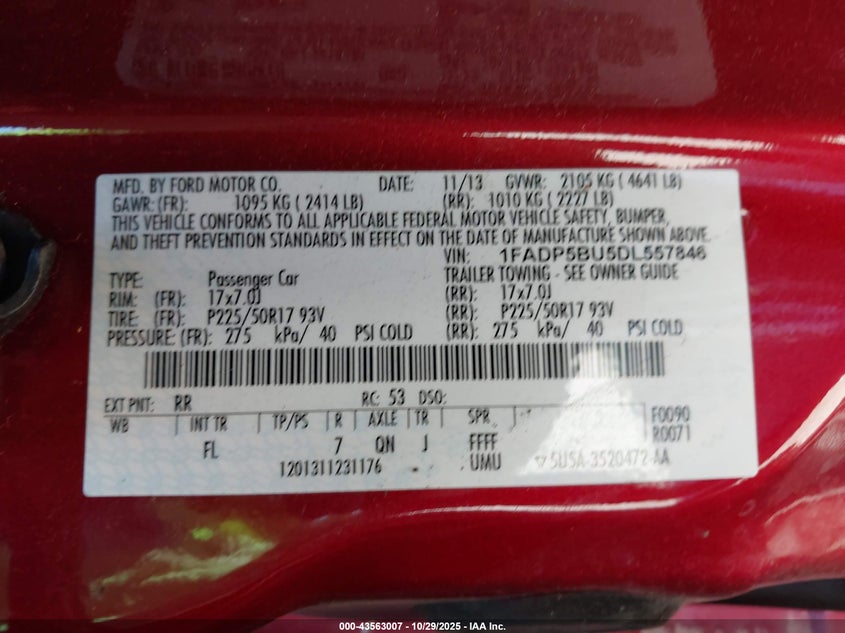 MFD. BY FORD MOTOR CO. DATE: 11/13 GVWR: 2105 KG ( 4641 LB)
GAWR: (FR): 1095 KG ( 2414 LB) (RR): 1010 KG ( 2227 LB)
THIS VEHICLE CONFORMS TO ALL APPLICABLE FEDERAL MOTOR VEHICLE SAFETY, BUMPER,
AND THEFT PREVENTION STANDARDS IN EFFECT ON THE DATE OF MANUFACTURE SHOWN ABOVE.
VIN: 1FADP5BU5DL557846
TYPE: Passenger Car TRAILER TOWING - SEE OWNER GUIDE
RIM: (FR): 17x7.0J (RR): 17x7.0J
TIRE: (FR): P225/50R17 93V (RR): P225/50R17 93V
PRESSURE: (FR): 275 kPa/ 40 PSI COLD (RR): 275 kPa/ 40 PSI COLD
EXT PNT: RR RC: 53 DSO:
WB INT TR TP/PS R AXLE TR SPR F0090
FL 7 QN J FFFF R0071
1201311231176 UMU 5USA-3520472-AA
000-43563007 • 10/29/2025 - IAA Inc.